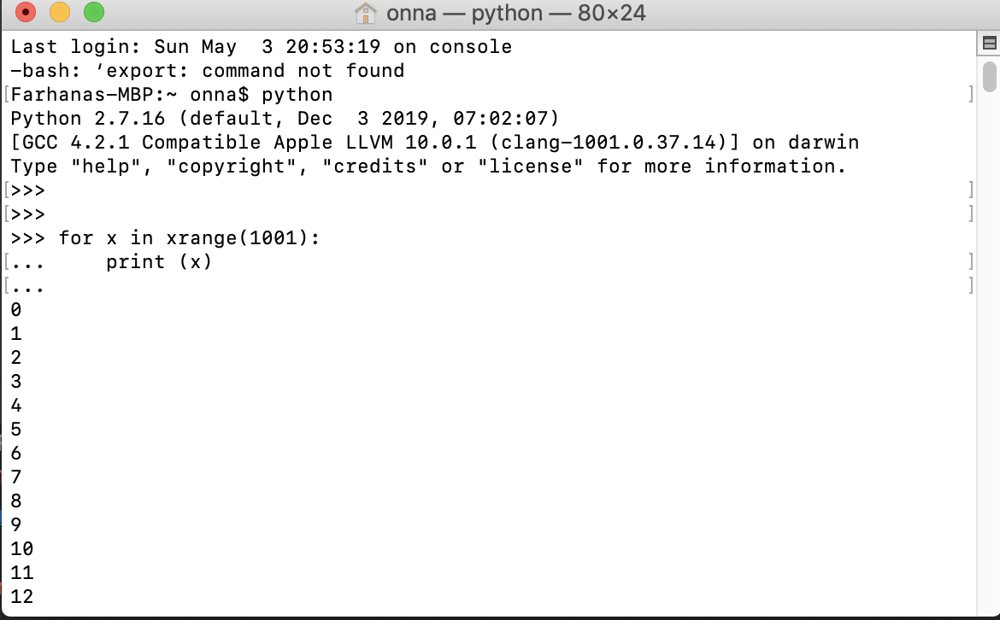 onna — python — 80×24
Last login: Sun May  3 20:53:19 on console
-bash: ‘export: command not found
[Farhanas-MBP:~ onna$ python ]
Python 2.7.16 (default, Dec  3 2019, 07:02:07)
[GCC 4.2.1 Compatible Apple LLVM 10.0.1 (clang-1001.0.37.14)] on darwin
Type "help", "copyright", "credits" or "license" for more information.
[>>> ]
[>>> ]
>>> for x in xrange(1001):
[...     print (x) ]
[... ]
0
1
2
3
4
5
6
7
8
9
10
11
12